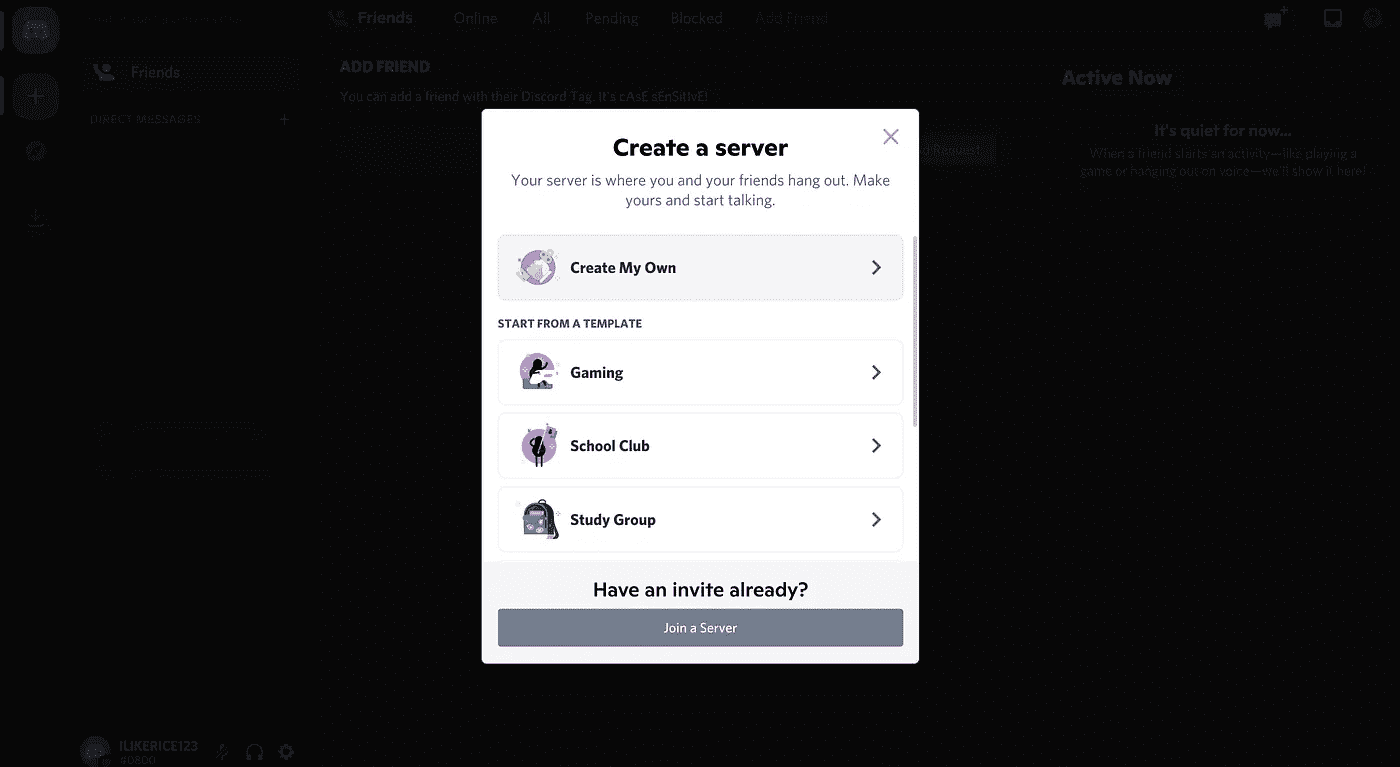 Friends
Online
All
Pending
Blocked
Add Friend
Friends
DIRECT MESSAGES
ADD FRIEND
You can add a friend with their Discord Tag. It's cAsE sEnSitIvE!
Active Now
It's quiet for now...
When a friend starts an activity—like playing a
game or hanging out on voice—we'll show it here!
Create a server
Your server is where you and your friends hang out. Make
yours and start talking.
Create My Own
START FROM A TEMPLATE
Gaming
School Club
Study Group
Have an invite already?
Join a Server
ILIKERICE123
#0800